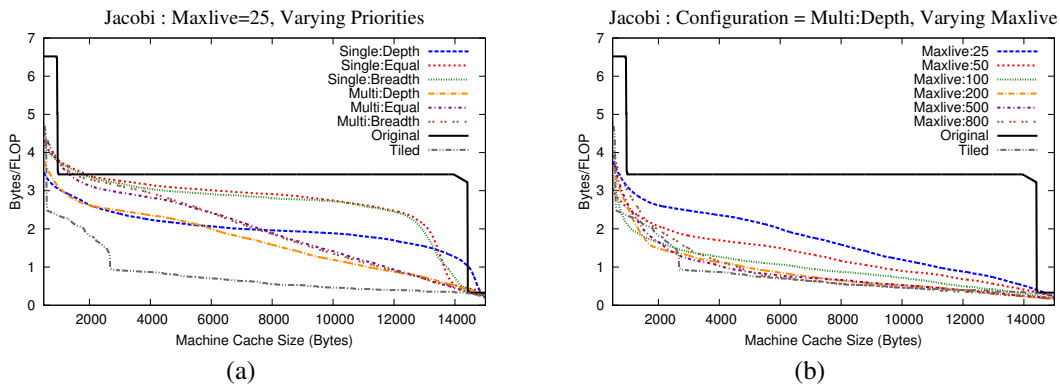 Jacobi : Maxlive=25, Varying Priorities
7
6
5
4
3
2
1
0
Bytes/FLOP
Single:Depth
Single:Equal
Single:Breadth
Multi:Depth
Multi:Equal
Multi:Breadth
Original
Tiled
2000 4000 6000 8000 10000 12000 14000
Machine Cache Size (Bytes)
(a)
Jacobi : Configuration = Multi:Depth, Varying Maxlive
7
6
5
4
3
2
1
0
Bytes/FLOP
Maxlive:25
Maxlive:50
Maxlive:100
Maxlive:200
Maxlive:500
Maxlive:800
Original
Tiled
2000 4000 6000 8000 10000 12000 14000
Machine Cache Size (Bytes)
(b)